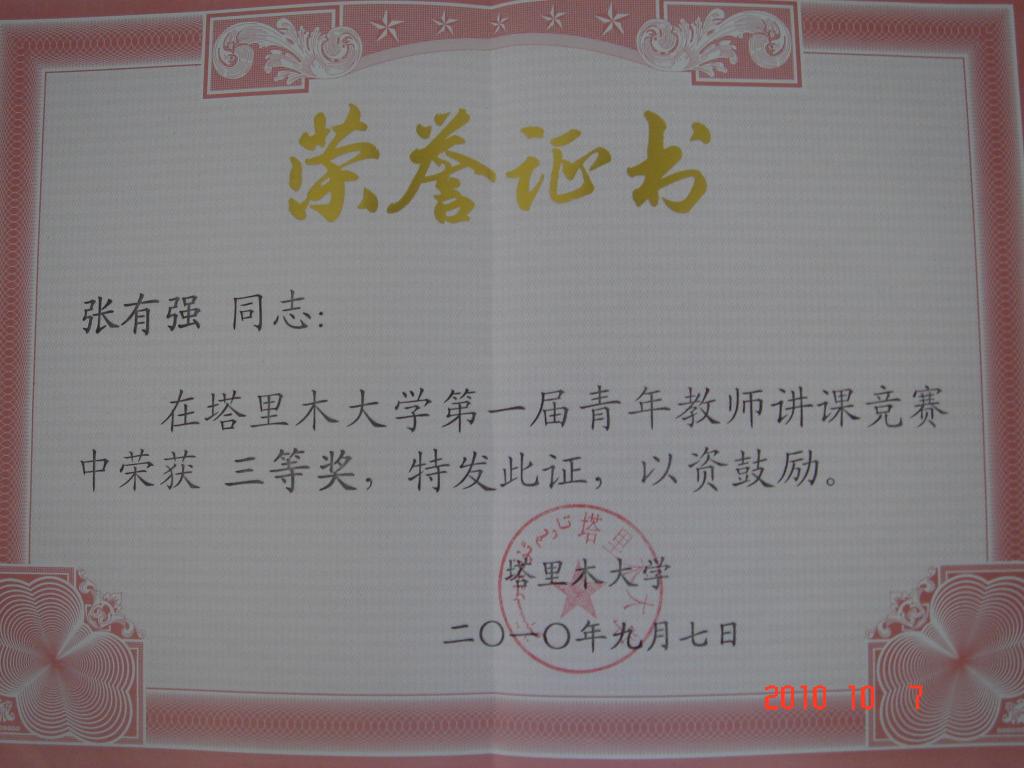 荣誉证书
张有强 同志：
在塔里木大学第一届青年教师讲课竞赛
中荣获 三等奖，特发此证，以资鼓励。
塔里木大学
二〇一〇年九月七日
2010 10 7